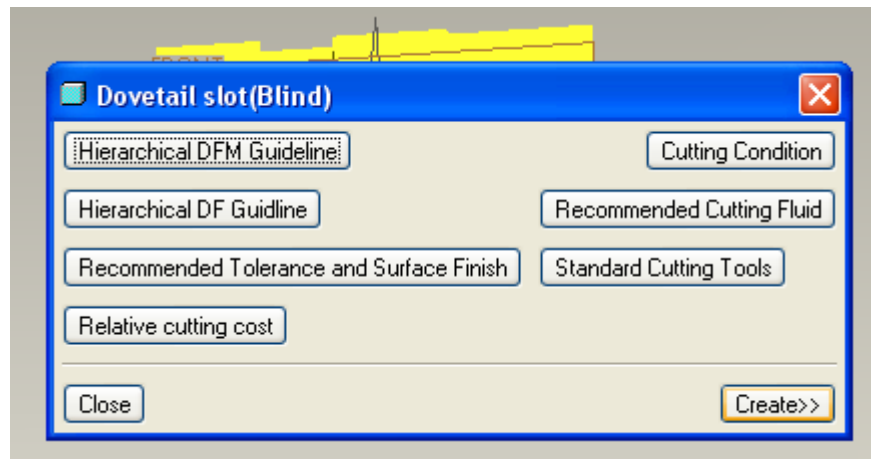 FRONT
Dovetail slot(Blind)
Hierarchical DFM Guideline
Cutting Condition
Hierarchical DF Guidline
Recommended Cutting Fluid
Recommended Tolerance and Surface Finish
Standard Cutting Tools
Relative cutting cost
Close
Create>>